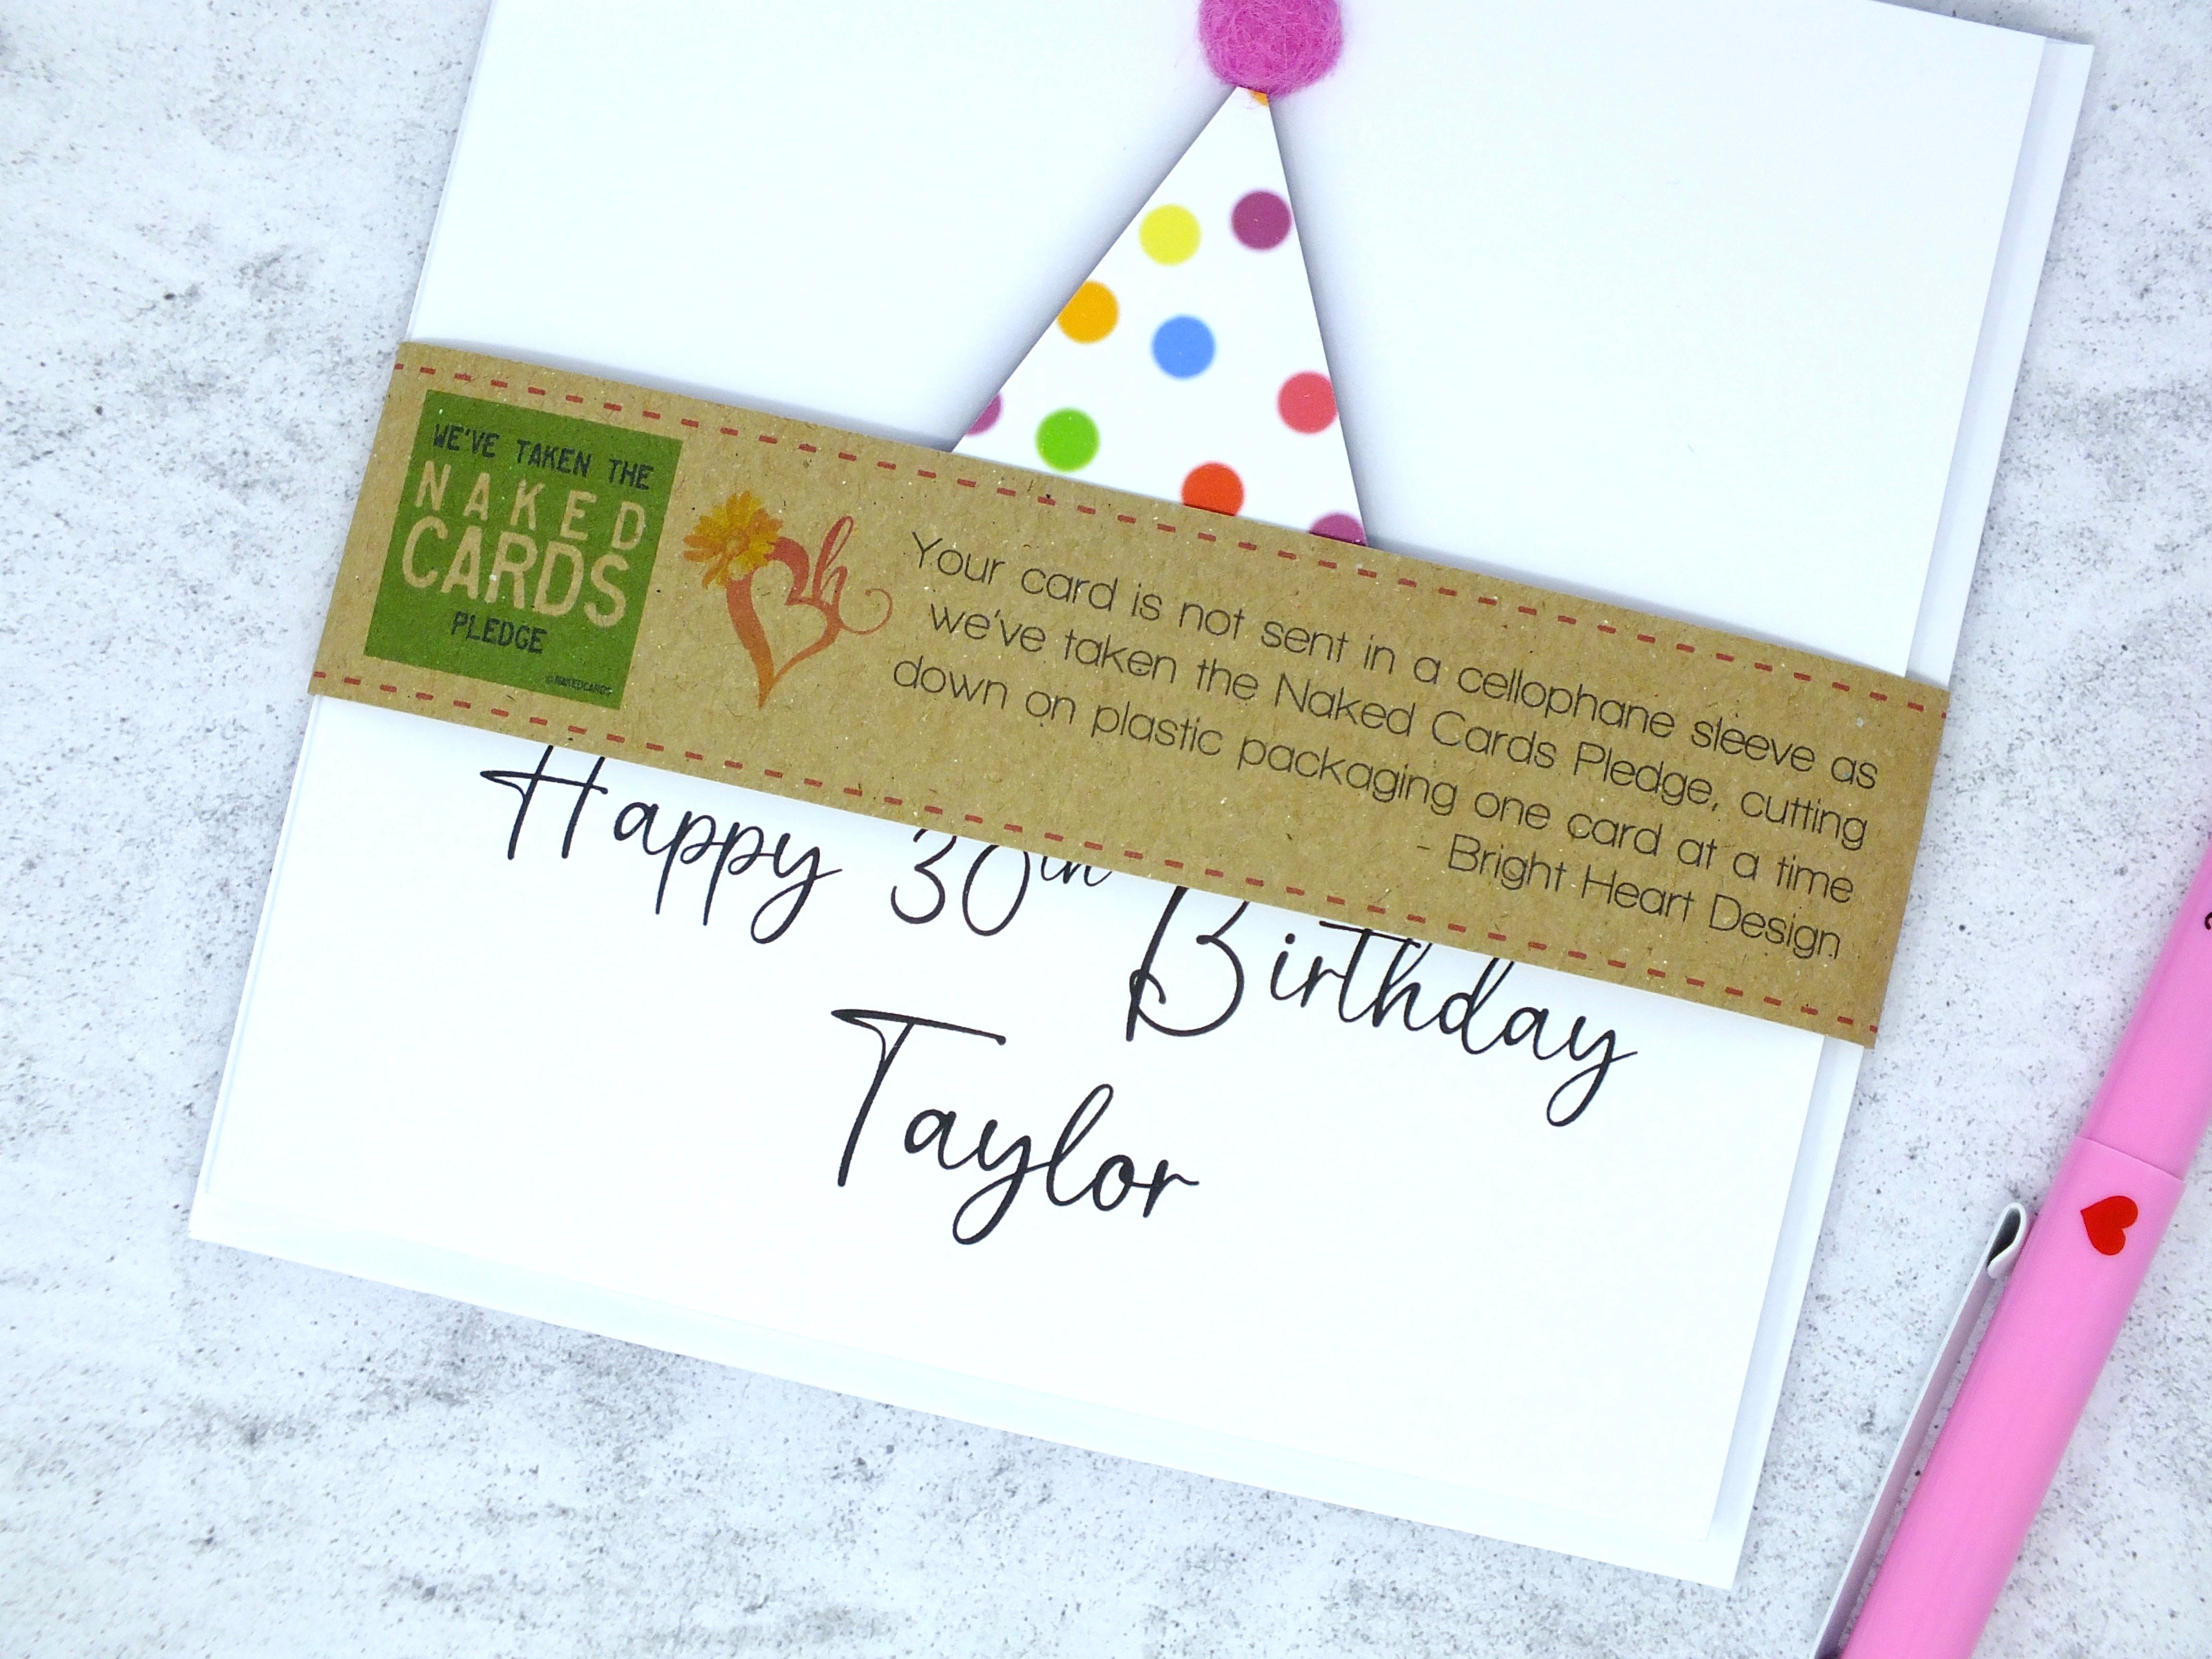 WE'VE TAKEN THE
NAKED
CARDS
PLEDGE
©NAKEDCARDS
h
Your card is not sent in a cellophane sleeve as
we've taken the Naked Cards Pledge, cutting
down on plastic packaging one card at a time
- Bright Heart Design
Happy 30th Birthday
Taylor